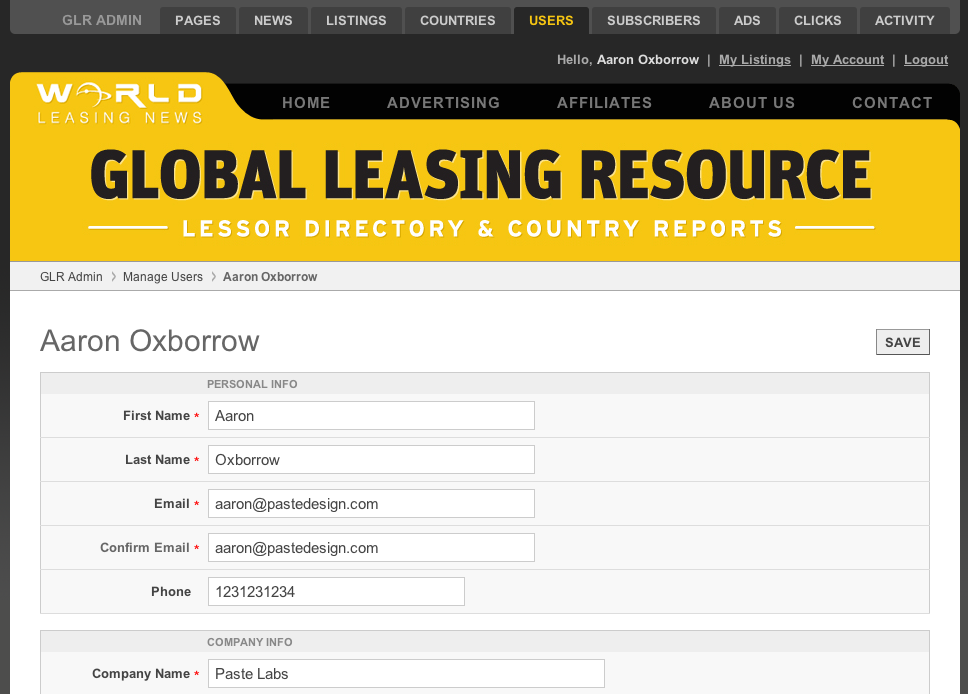 GLR ADMIN PAGES NEWS LISTINGS COUNTRIES USERS SUBSCRIBERS ADS CLICKS ACTIVITY
Hello, Aaron Oxborrow | My Listings | My Account | Logout
WORLD
LEASING NEWS
HOME ADVERTISING AFFILIATES ABOUT US CONTACT
GLOBAL LEASING RESOURCE
LESSOR DIRECTORY & COUNTRY REPORTS
GLR Admin > Manage Users > Aaron Oxborrow
Aaron Oxborrow
SAVE
PERSONAL INFO
First Name * Aaron
Last Name * Oxborrow
Email * aaron@pastedesign.com
Confirm Email * aaron@pastedesign.com
Phone 1231231234
COMPANY INFO
Company Name * Paste Labs